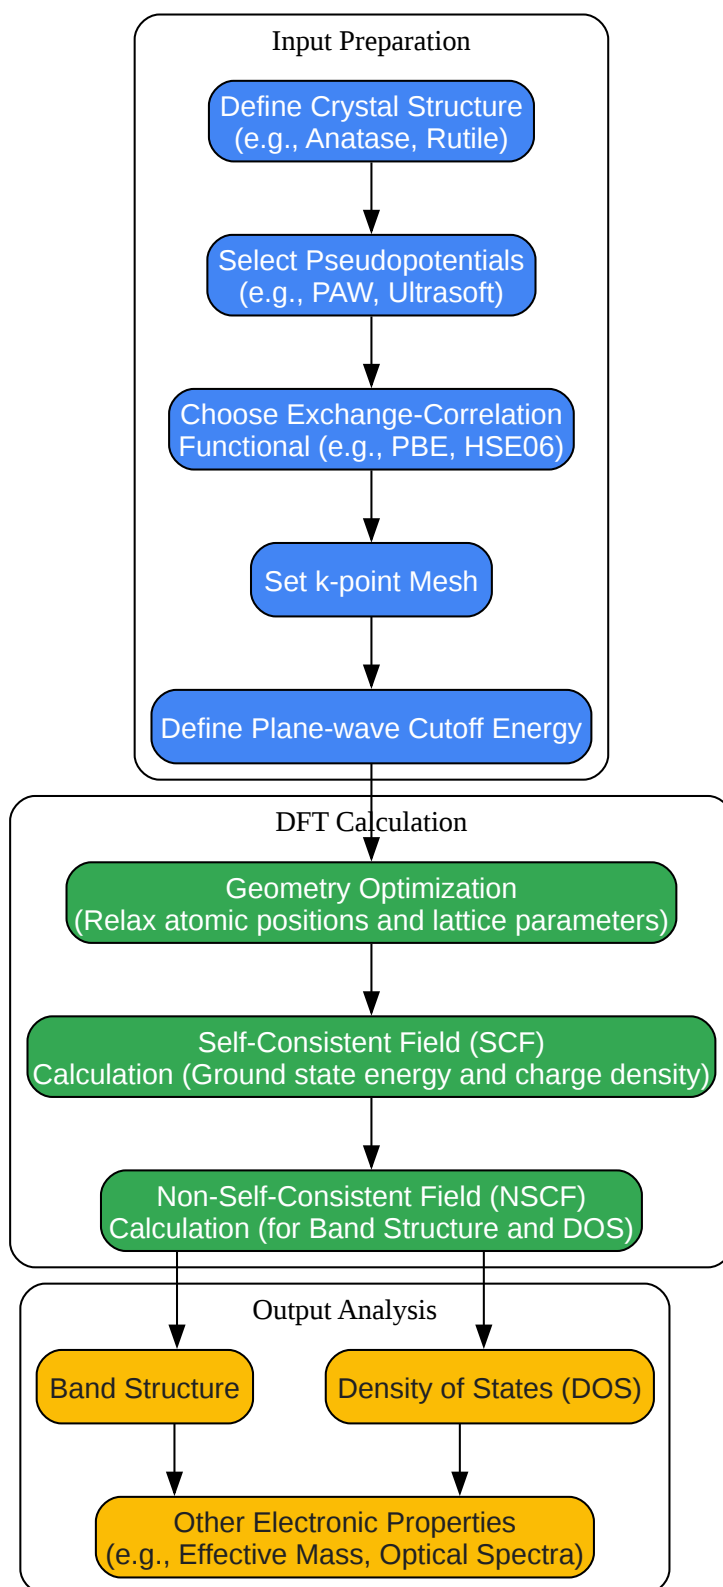 Input Preparation
Define Crystal Structure
(e.g., Anatase, Rutile)
Select Pseudopotentials
(e.g., PAW, Ultrasoft)
Choose Exchange-Correlation
Functional (e.g., PBE, HSE06)
Set k-point Mesh
Define Plane-wave Cutoff Energy
DFT Calculation
Geometry Optimization
(Relax atomic positions and lattice parameters)
Self-Consistent Field (SCF)
Calculation (Ground state energy and charge density)
Non-Self-Consistent Field (NSCF)
Calculation (for Band Structure and DOS)
Output Analysis
Band Structure
Density of States (DOS)
Other Electronic Properties
(e.g., Effective Mass, Optical Spectra)